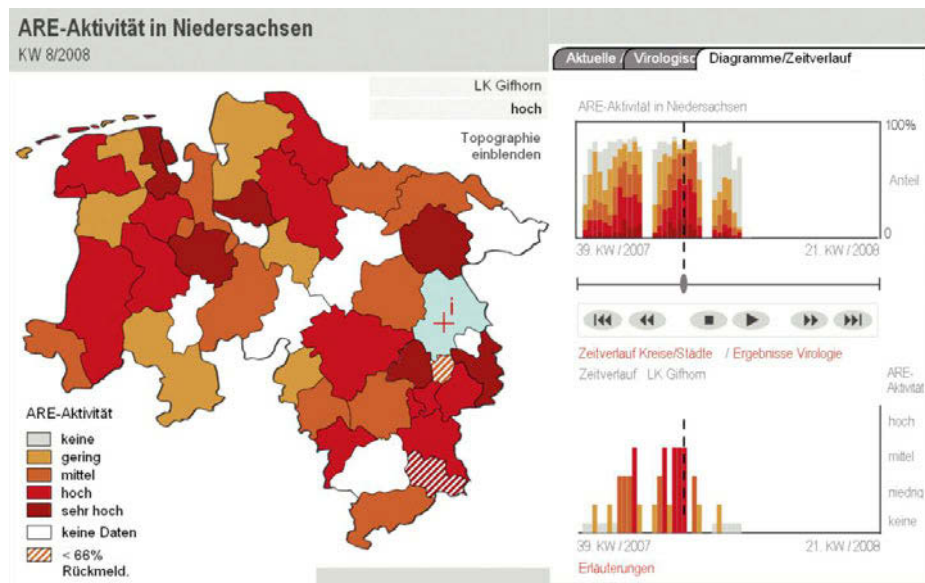 ARE-Aktivität in Niedersachsen
KW 8/2008
LK Gifhorn
hoch
Topographie
einblenden
i
ARE-Aktivität
keine
gering
mittel
hoch
sehr hoch
keine Daten
< 66%
Rückmeld.
Aktuelle Virologisc Diagramme/Zeitverlauf
ARE-Aktivität in Niedersachsen
100%
Anteil
0
39. KW / 2007 21. KW / 2008
Zeitverlauf Kreise/Städte / Ergebnisse Virologie
Zeitverlauf LK Gifhorn
ARE-
Aktivität
hoch
mittel
niedrig
keine
39. KW / 2007 21. KW / 2008
Erläuterungen